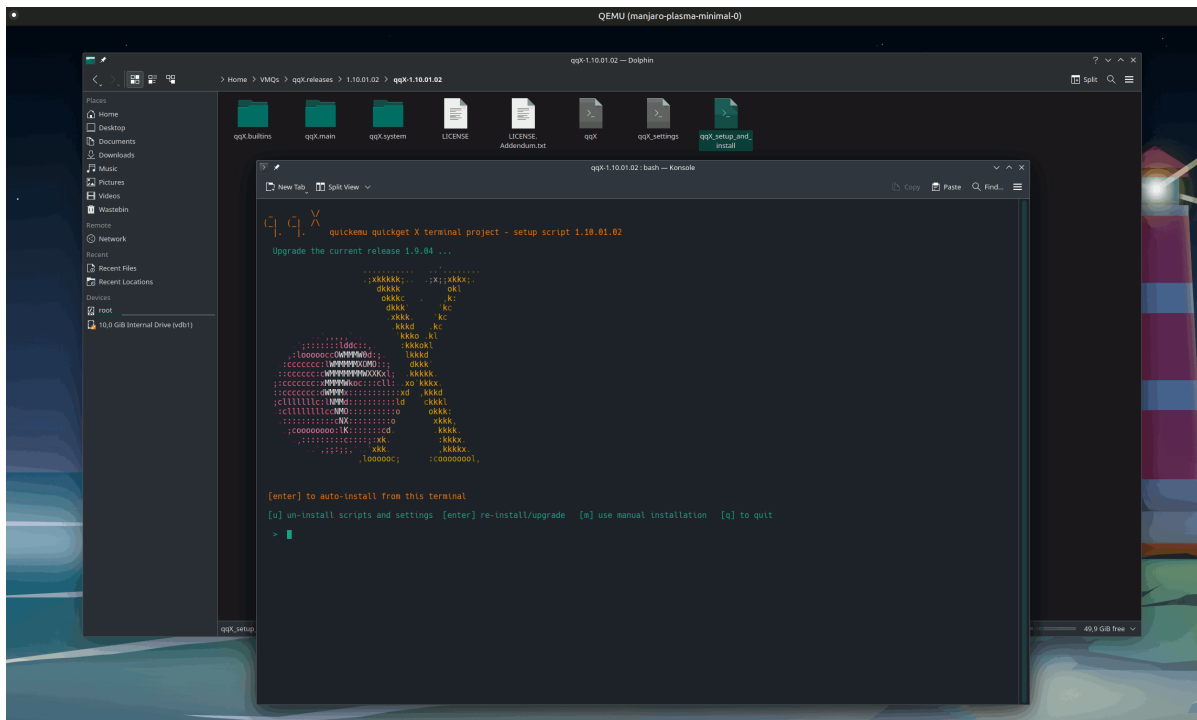 QEMU (manjaro-plasma-minimal-0)
qqX-1.10.01.02 — Dolphin
> Home > VMQs > qqX.releases > 1.10.01.02 > qqX-1.10.01.02
Split
Places
Home
Desktop
Documents
Downloads
Music
Pictures
Videos
Wastebin
Remote
Network
Recent
Recent Files
Recent Locations
Devices
root
10,0 GiB Internal Drive (vdb1)
qqX.builtins qqX.main qqX.system LICENSE LICENSE. qqX qqX_settings qqX_setup_and_
Addendum.txt install
qqX-1.10.01.02 : bash — Konsole
New Tab Split View Copy Paste Find...
quickemu quickget X terminal project - setup script 1.10.01.02
Upgrade the current release 1.9.04 ...
[enter] to auto-install from this terminal
[u] un-install scripts and settings [enter] re-install/upgrade [m] use manual installation [q] to quit
>
qqX_setup_
49,9 GiB free